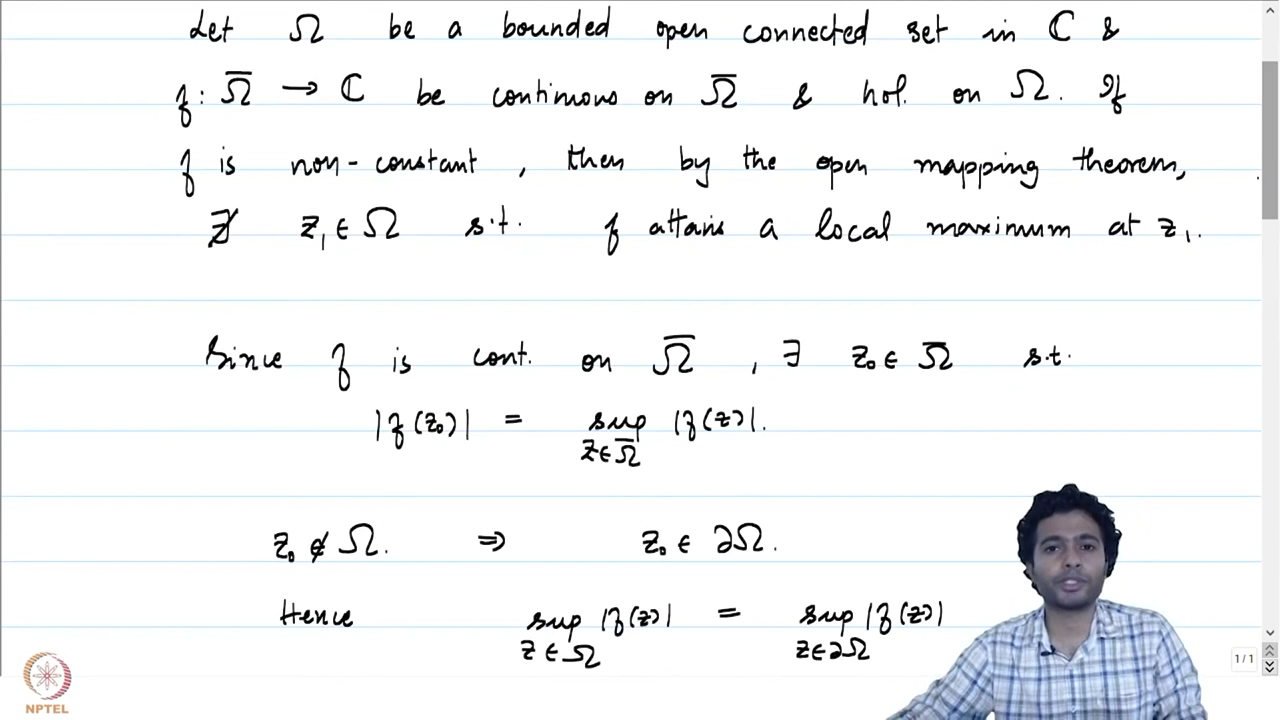 Let Ω be a bounded open connected set in ℂ &
f: Ω̅ → ℂ be continuous on Ω̅ & hol. on Ω. If
f is non-constant, then by the open mapping theorem,
∄ z₁ ∈ Ω s.t. f attains a local maximum at z₁.
Since f is cont. on Ω̅, ∃ z₀ ∈ Ω̅ s.t.
|f(z₀)| = sup |f(z)|.
z ∈ Ω̅
z₀ ∉ Ω. ⇒ z₀ ∈ ∂Ω.
Hence sup |f(z)| = sup |f(z)|
z ∈ Ω z ∈ ∂Ω
1 / 1
NPTEL